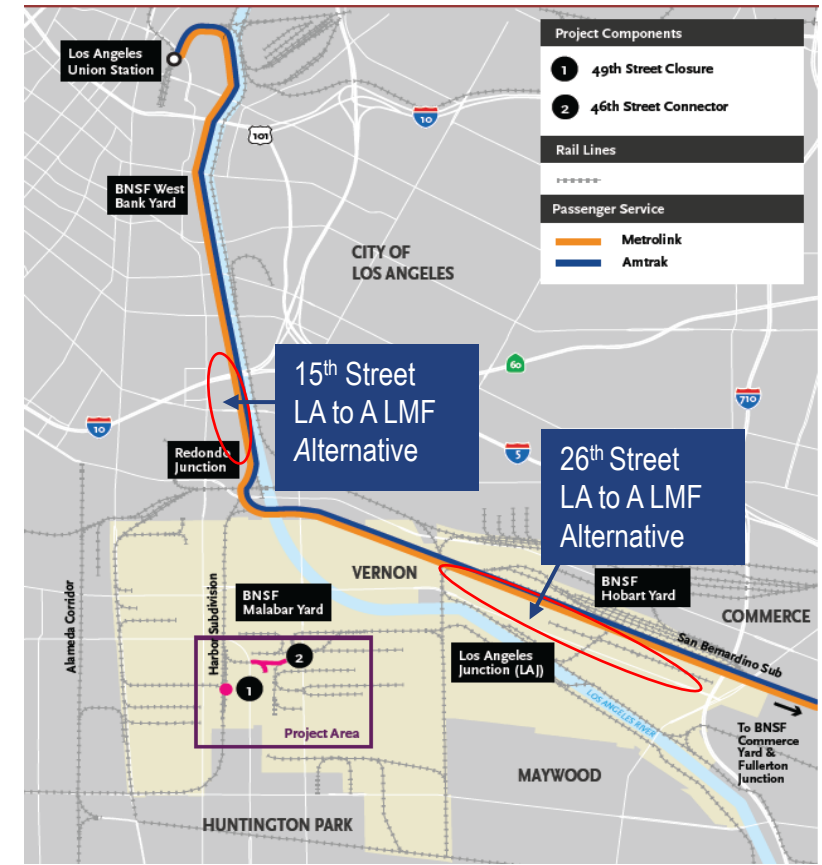 Los Angeles
Union Station
Project Components
1 49th Street Closure
2 46th Street Connector
Rail Lines
Passenger Service
Metrolink
Amtrak
10
101
BNSF West
Bank Yard
CITY OF
LOS ANGELES
15th Street
LA to A LMF
Alternative
60
710
10
Redondo
Junction
5
26th Street
LA to A LMF
Alternative
VERNON
BNSF
Hobart Yard
BNSF
Malabar Yard
COMMERCE
Alameda Corridor
Harbor Subdivision
San Bernardino Sub
2
1
Los Angeles
Junction (LAJ)
LOS ANGELES RIVER
Project Area
To BNSF
Commerce
Yard &
Fullerton
Junction
MAYWOOD
HUNTINGTON PARK